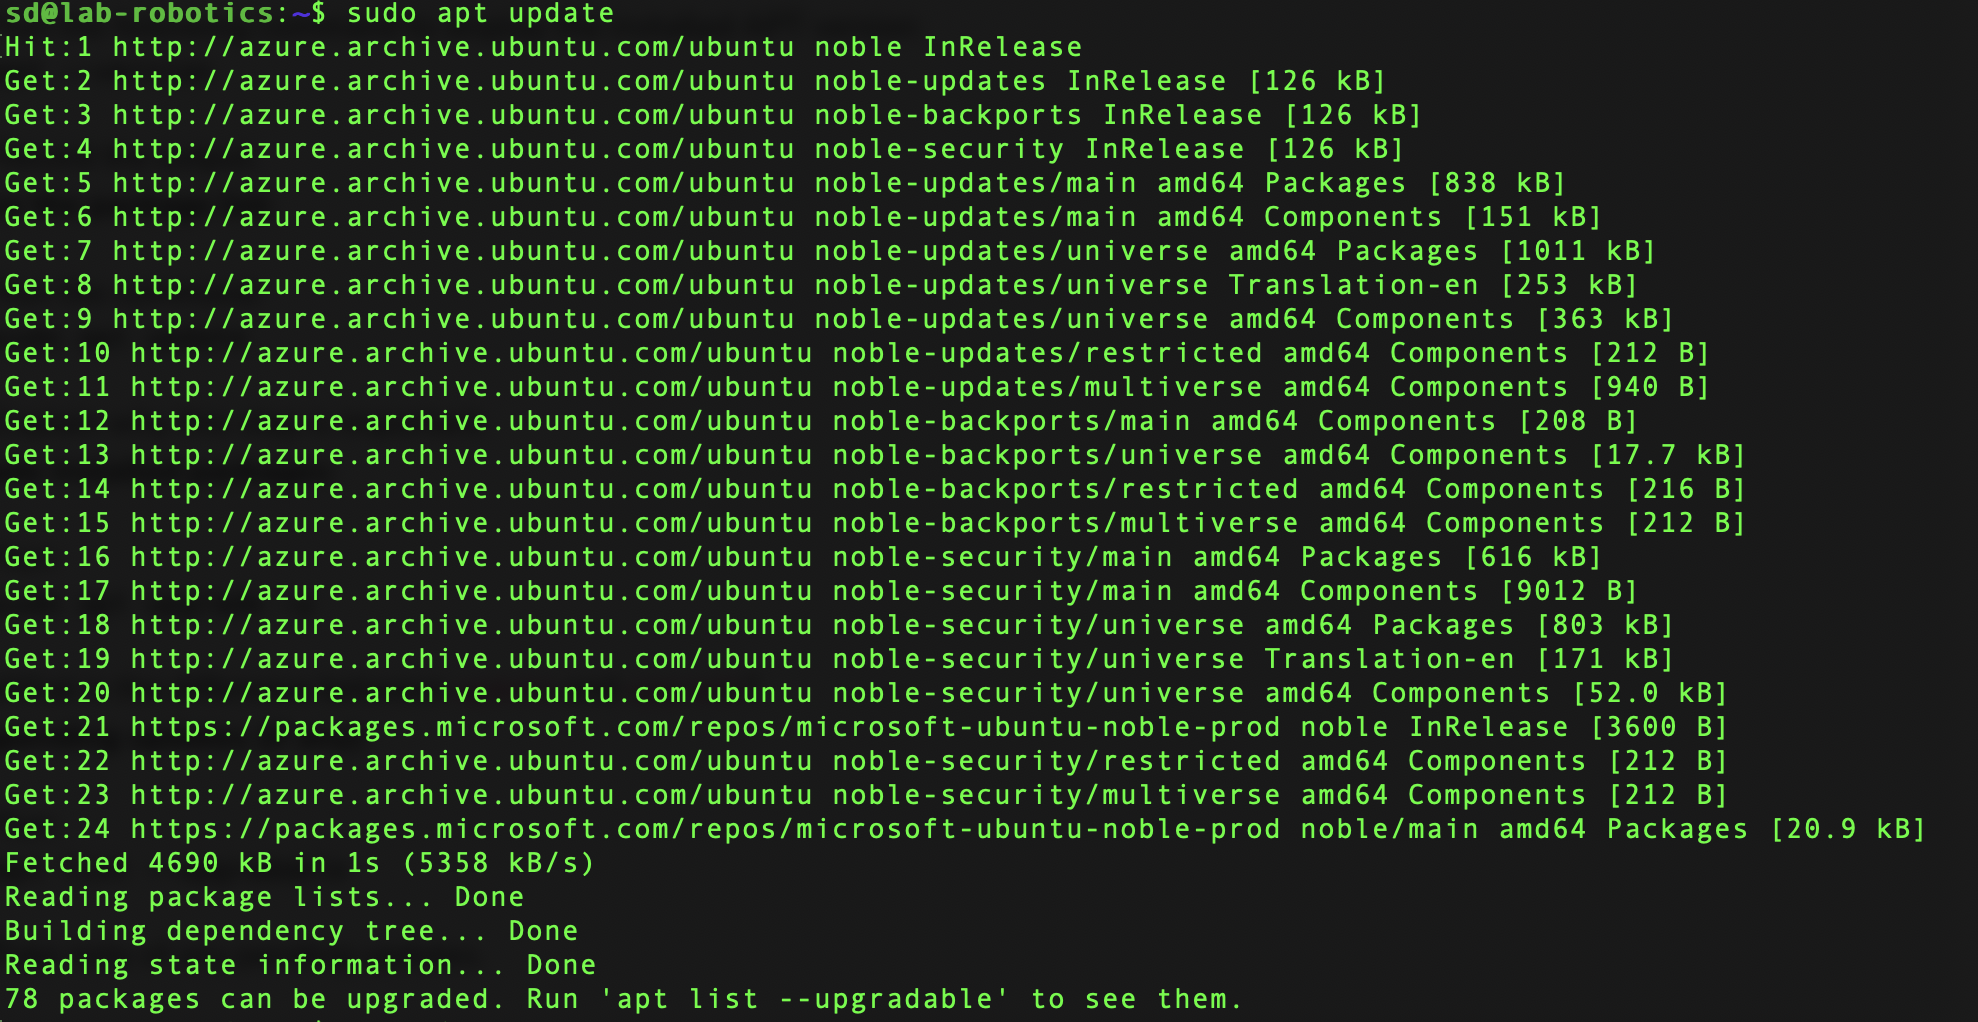 sd@lab-robotics:~$ sudo apt update
Hit:1 http://azure.archive.ubuntu.com/ubuntu noble InRelease
Get:2 http://azure.archive.ubuntu.com/ubuntu noble-updates InRelease [126 kB]
Get:3 http://azure.archive.ubuntu.com/ubuntu noble-backports InRelease [126 kB]
Get:4 http://azure.archive.ubuntu.com/ubuntu noble-security InRelease [126 kB]
Get:5 http://azure.archive.ubuntu.com/ubuntu noble-updates/main amd64 Packages [838 kB]
Get:6 http://azure.archive.ubuntu.com/ubuntu noble-updates/main amd64 Components [151 kB]
Get:7 http://azure.archive.ubuntu.com/ubuntu noble-updates/universe amd64 Packages [1011 kB]
Get:8 http://azure.archive.ubuntu.com/ubuntu noble-updates/universe Translation-en [253 kB]
Get:9 http://azure.archive.ubuntu.com/ubuntu noble-updates/universe amd64 Components [363 kB]
Get:10 http://azure.archive.ubuntu.com/ubuntu noble-updates/restricted amd64 Components [212 B]
Get:11 http://azure.archive.ubuntu.com/ubuntu noble-updates/multiverse amd64 Components [940 B]
Get:12 http://azure.archive.ubuntu.com/ubuntu noble-backports/main amd64 Components [208 B]
Get:13 http://azure.archive.ubuntu.com/ubuntu noble-backports/universe amd64 Components [17.7 kB]
Get:14 http://azure.archive.ubuntu.com/ubuntu noble-backports/restricted amd64 Components [216 B]
Get:15 http://azure.archive.ubuntu.com/ubuntu noble-backports/multiverse amd64 Components [212 B]
Get:16 http://azure.archive.ubuntu.com/ubuntu noble-security/main amd64 Packages [616 kB]
Get:17 http://azure.archive.ubuntu.com/ubuntu noble-security/main amd64 Components [9012 B]
Get:18 http://azure.archive.ubuntu.com/ubuntu noble-security/universe amd64 Packages [803 kB]
Get:19 http://azure.archive.ubuntu.com/ubuntu noble-security/universe Translation-en [171 kB]
Get:20 http://azure.archive.ubuntu.com/ubuntu noble-security/universe amd64 Components [52.0 kB]
Get:21 https://packages.microsoft.com/repos/microsoft-ubuntu-noble-prod noble InRelease [3600 B]
Get:22 http://azure.archive.ubuntu.com/ubuntu noble-security/restricted amd64 Components [212 B]
Get:23 http://azure.archive.ubuntu.com/ubuntu noble-security/multiverse amd64 Components [212 B]
Get:24 https://packages.microsoft.com/repos/microsoft-ubuntu-noble-prod noble/main amd64 Packages [20.9 kB]
Fetched 4690 kB in 1s (5358 kB/s)
Reading package lists... Done
Building dependency tree... Done
Reading state information... Done
78 packages can be upgraded. Run 'apt list --upgradable' to see them.